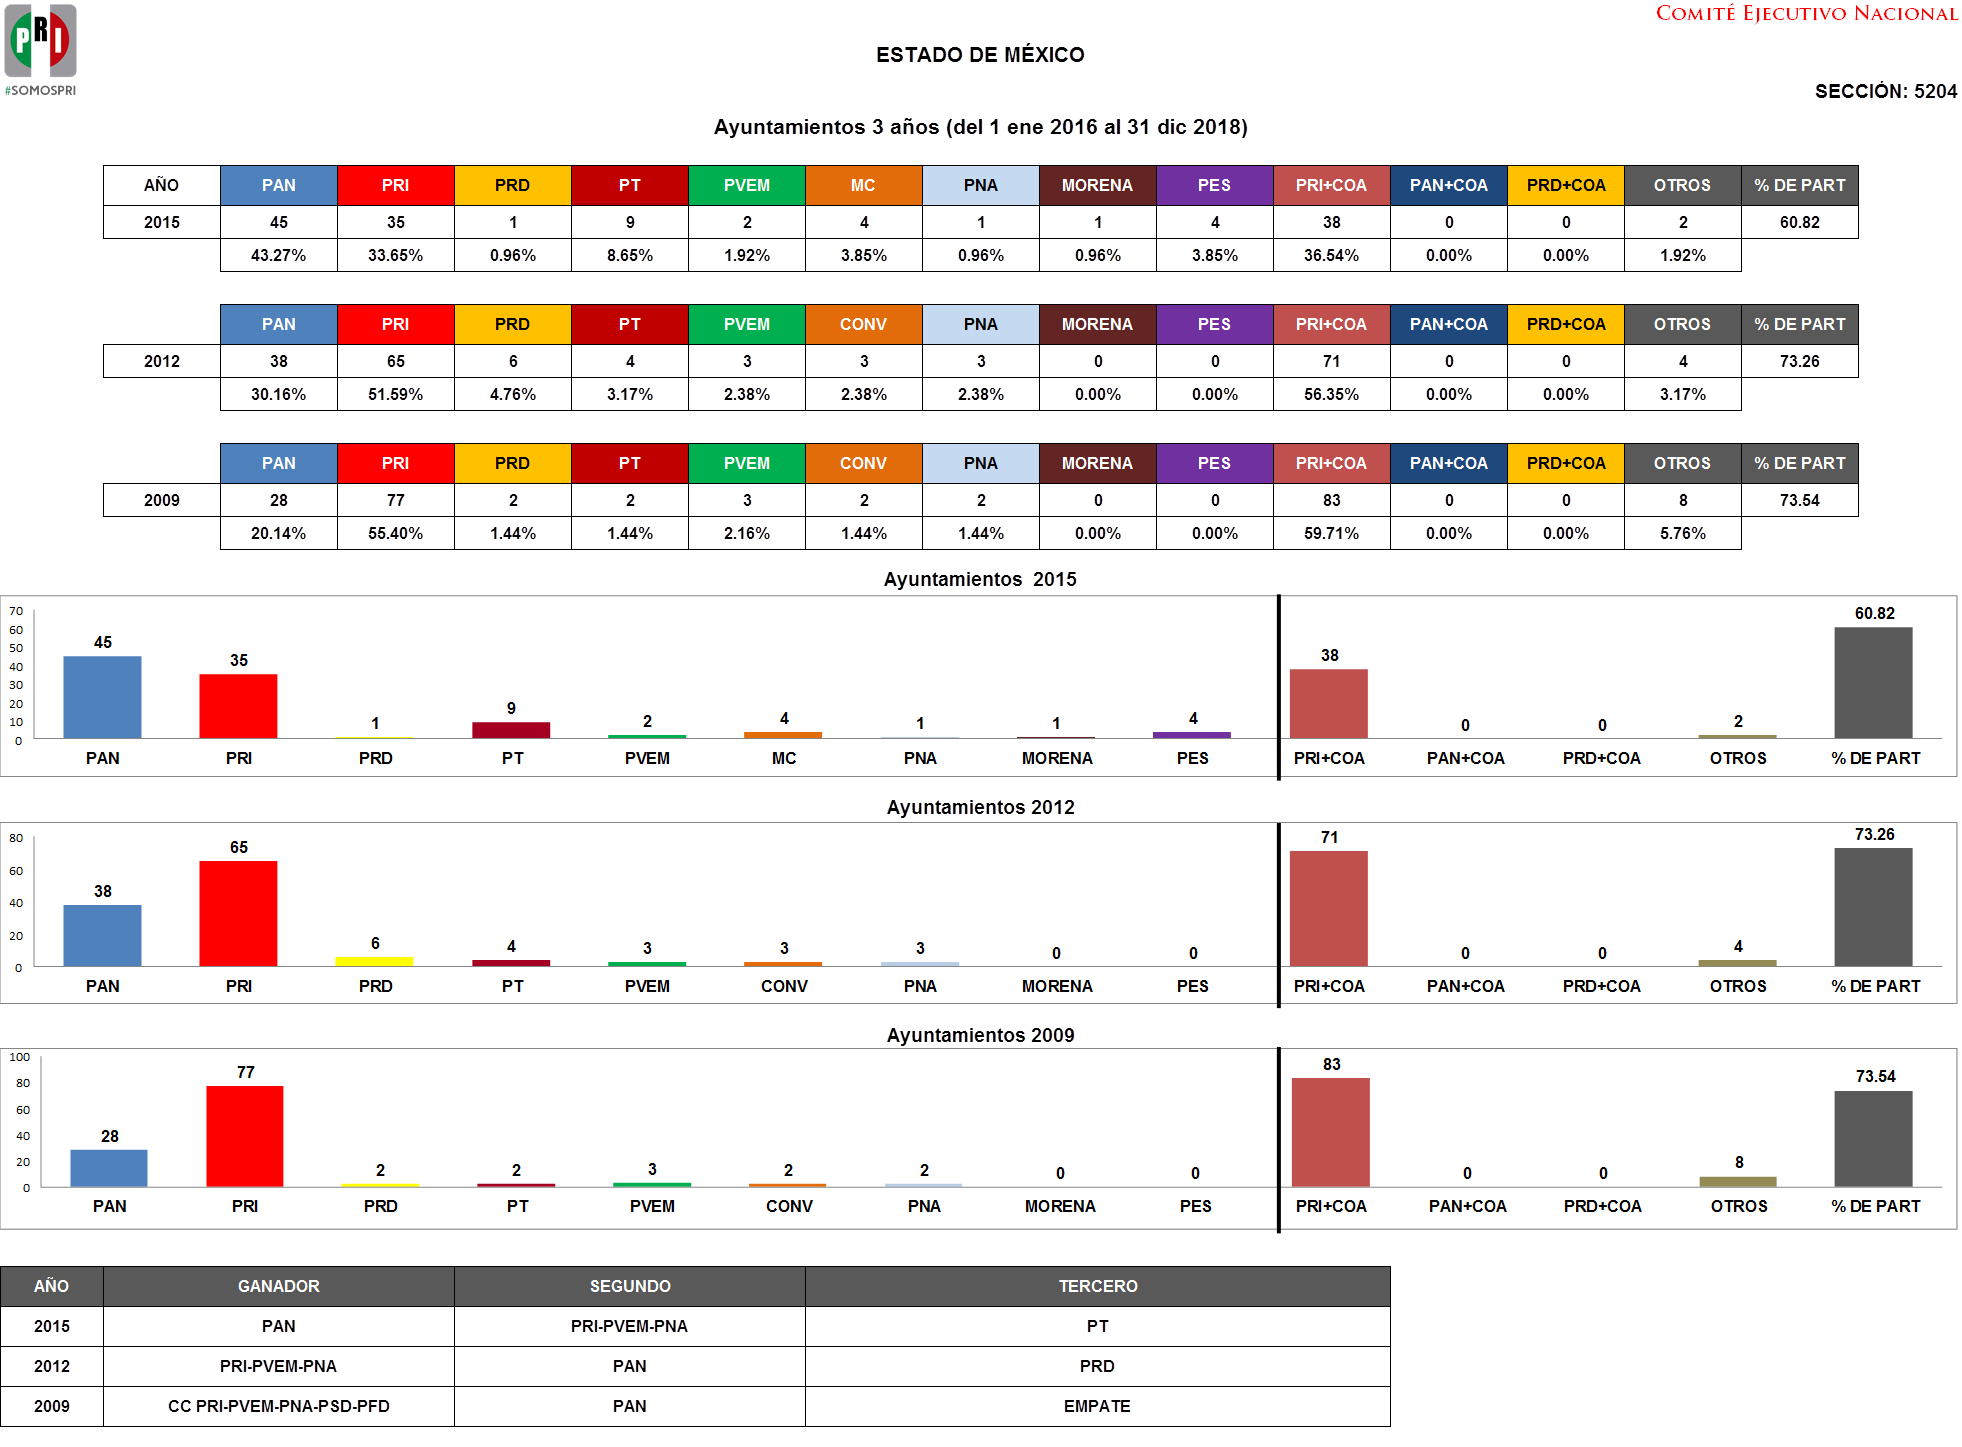 PRI
#SOMOSPRI
COMITÉ EJECUTIVO NACIONAL
ESTADO DE MÉXICO
SECCIÓN: 5204
Ayuntamientos 3 años (del 1 ene 2016 al 31 dic 2018)
AÑO PAN PRI PRD PT PVEM MC PNA MORENA PES PRI+COA PAN+COA PRD+COA OTROS % DE PART
2015 45 35 1 9 2 4 1 1 4 38 0 0 2 60.82
43.27% 33.65% 0.96% 8.65% 1.92% 3.85% 0.96% 0.96% 3.85% 36.54% 0.00% 0.00% 1.92%
PAN PRI PRD PT PVEM CONV PNA MORENA PES PRI+COA PAN+COA PRD+COA OTROS % DE PART
2012 38 65 6 4 3 3 3 0 0 71 0 0 4 73.26
30.16% 51.59% 4.76% 3.17% 2.38% 2.38% 2.38% 0.00% 0.00% 56.35% 0.00% 0.00% 3.17%
PAN PRI PRD PT PVEM CONV PNA MORENA PES PRI+COA PAN+COA PRD+COA OTROS % DE PART
2009 28 77 2 2 3 2 2 0 0 83 0 0 8 73.54
20.14% 55.40% 1.44% 1.44% 2.16% 1.44% 1.44% 0.00% 0.00% 59.71% 0.00% 0.00% 5.76%
Ayuntamientos 2015
70
60
50
40
30
20
10
0
45 35 1 9 2 4 1 1 4 38 0 0 2 60.82
PAN PRI PRD PT PVEM MC PNA MORENA PES PRI+COA PAN+COA PRD+COA OTROS % DE PART
Ayuntamientos 2012
80
60
40
20
0
38 65 6 4 3 3 3 0 0 71 0 0 4 73.26
PAN PRI PRD PT PVEM CONV PNA MORENA PES PRI+COA PAN+COA PRD+COA OTROS % DE PART
Ayuntamientos 2009
100
80
60
40
20
0
28 77 2 2 3 2 2 0 0 83 0 0 8 73.54
PAN PRI PRD PT PVEM CONV PNA MORENA PES PRI+COA PAN+COA PRD+COA OTROS % DE PART
AÑO GANADOR SEGUNDO TERCERO
2015 PAN PRI-PVEM-PNA PT
2012 PRI-PVEM-PNA PAN PRD
2009 CC PRI-PVEM-PNA-PSD-PFD PAN EMPATE